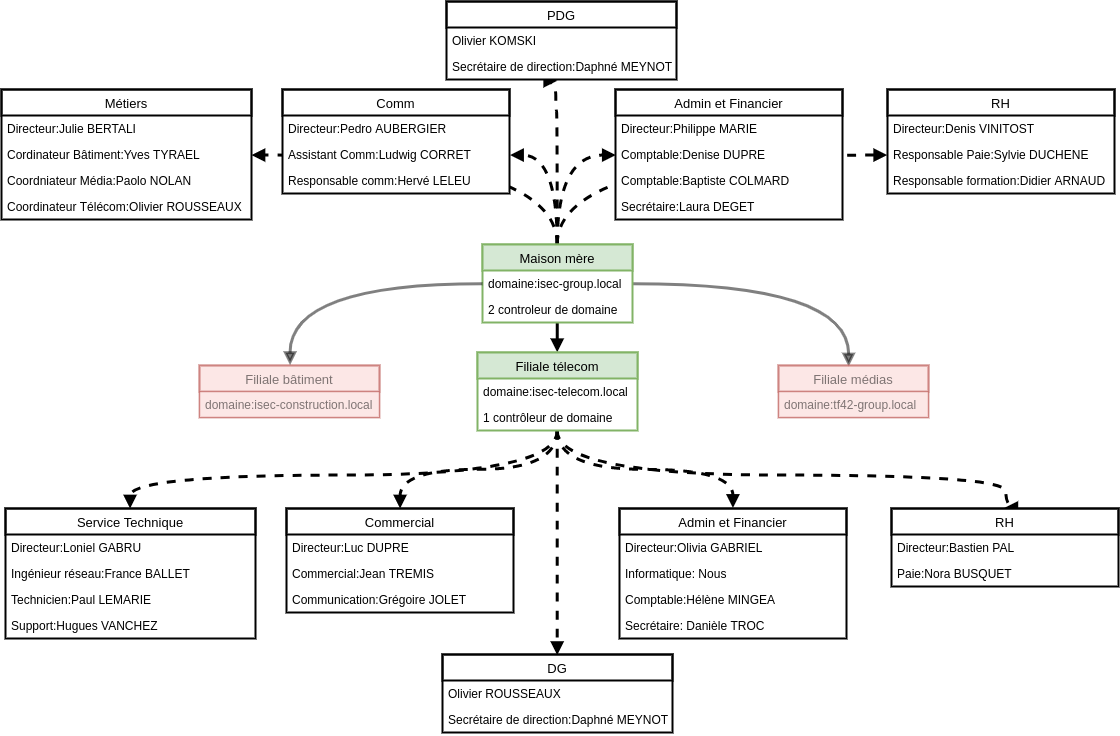 PDG
Olivier KOMSKI
Secrétaire de direction:Daphné MEYNOT
Métiers
Directeur:Julie BERTALI
Cordinateur Bâtiment:Yves TYRAEL
Coordniateur Média:Paolo NOLAN
Coordinateur Télécom:Olivier ROUSSEAUX
Comm
Directeur:Pedro AUBERGIER
Assistant Comm:Ludwig CORRET
Responsable comm:Hervé LELEU
Admin et Financier
Directeur:Philippe MARIE
Comptable:Denise DUPRE
Comptable:Baptiste COLMARD
Secrétaire:Laura DEGET
RH
Directeur:Denis VINITOST
Responsable Paie:Sylvie DUCHENE
Responsable formation:Didier ARNAUD
Maison mère
domaine:isec-group.local
2 controleur de domaine
Filiale bâtiment
domaine:isec-construction.local
Filiale télecom
domaine:isec-telecom.local
1 contrôleur de domaine
Filiale médias
domaine:tf42-group.local
Service Technique
Directeur:Loniel GABRU
Ingénieur réseau:France BALLET
Technicien:Paul LEMARIE
Support:Hugues VANCHEZ
Commercial
Directeur:Luc DUPRE
Commercial:Jean TREMIS
Communication:Grégoire JOLET
Admin et Financier
Directeur:Olivia GABRIEL
Informatique: Nous
Comptable:Hélène MINGEA
Secrétaire: Danièle TROC
RH
Directeur:Bastien PAL
Paie:Nora BUSQUET
DG
Olivier ROUSSEAUX
Secrétaire de direction:Daphné MEYNOT